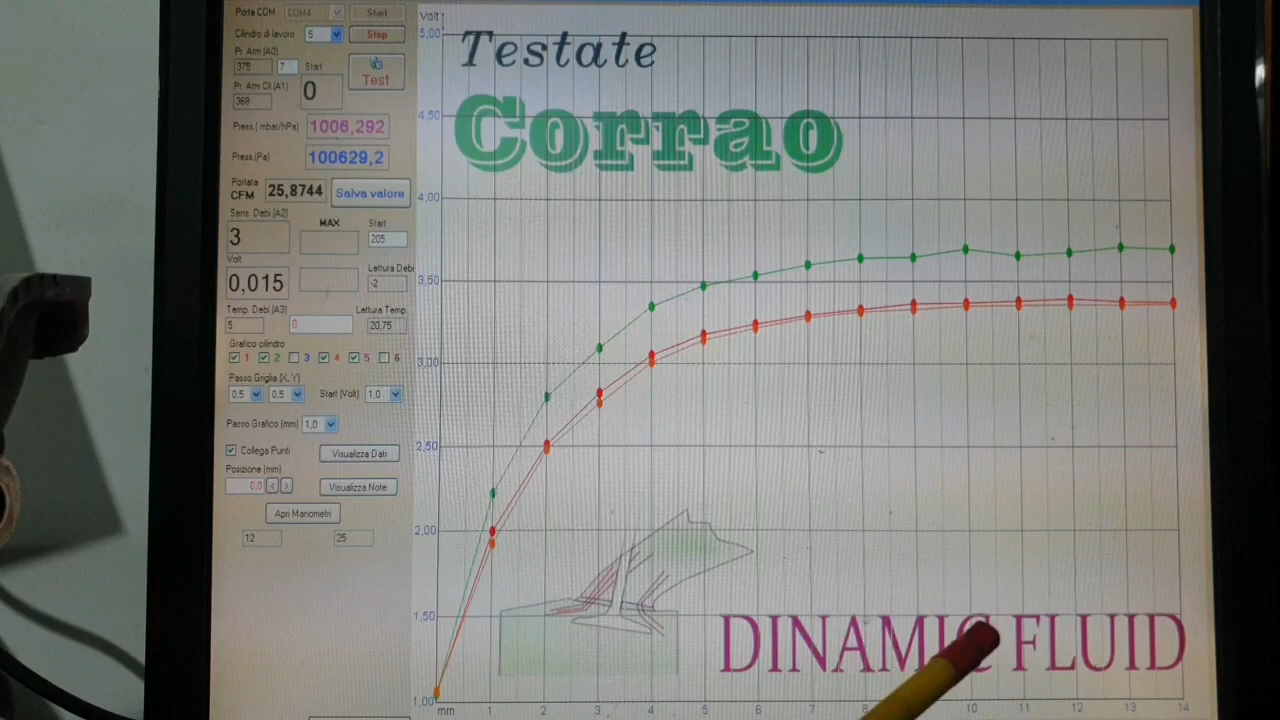 Porta COM COM4 Start
Cilindro di lavoro 5 Stop
Pr. Atm (A0)
375 7 Start
Test
Pr. Atm Cil (A1)
368 0
Press.( mbar/hPa) 1006,292
Press.(Pa) 100629,2
Portata
CFM 25,8744 Salva valore
Sens. Debi (A2) MAX Start
3 205
Volt Lettura Debi
0,015 -2
Temp. Debi (A3) Lettura Temp.
5 0 20,75
Grafico cilindro
1 2 3 4 5 6
Passo Griglia (X, Y)
0,5 0,5 Start (Volt) 1,0
Passo Grafico (mm) 1,0
Collega Punti Visualizza Dati
Posizione (mm)
0,0 < > Visualizza Note
Apri Manometri
12 25
Volt
5,00
4,50
4,00
3,50
3,00
2,50
2,00
1,50
1,00
Testate
Corrao
DINAMIC FLUID
mm 2 3 4 5 6 7 8 10 11 12 13 14